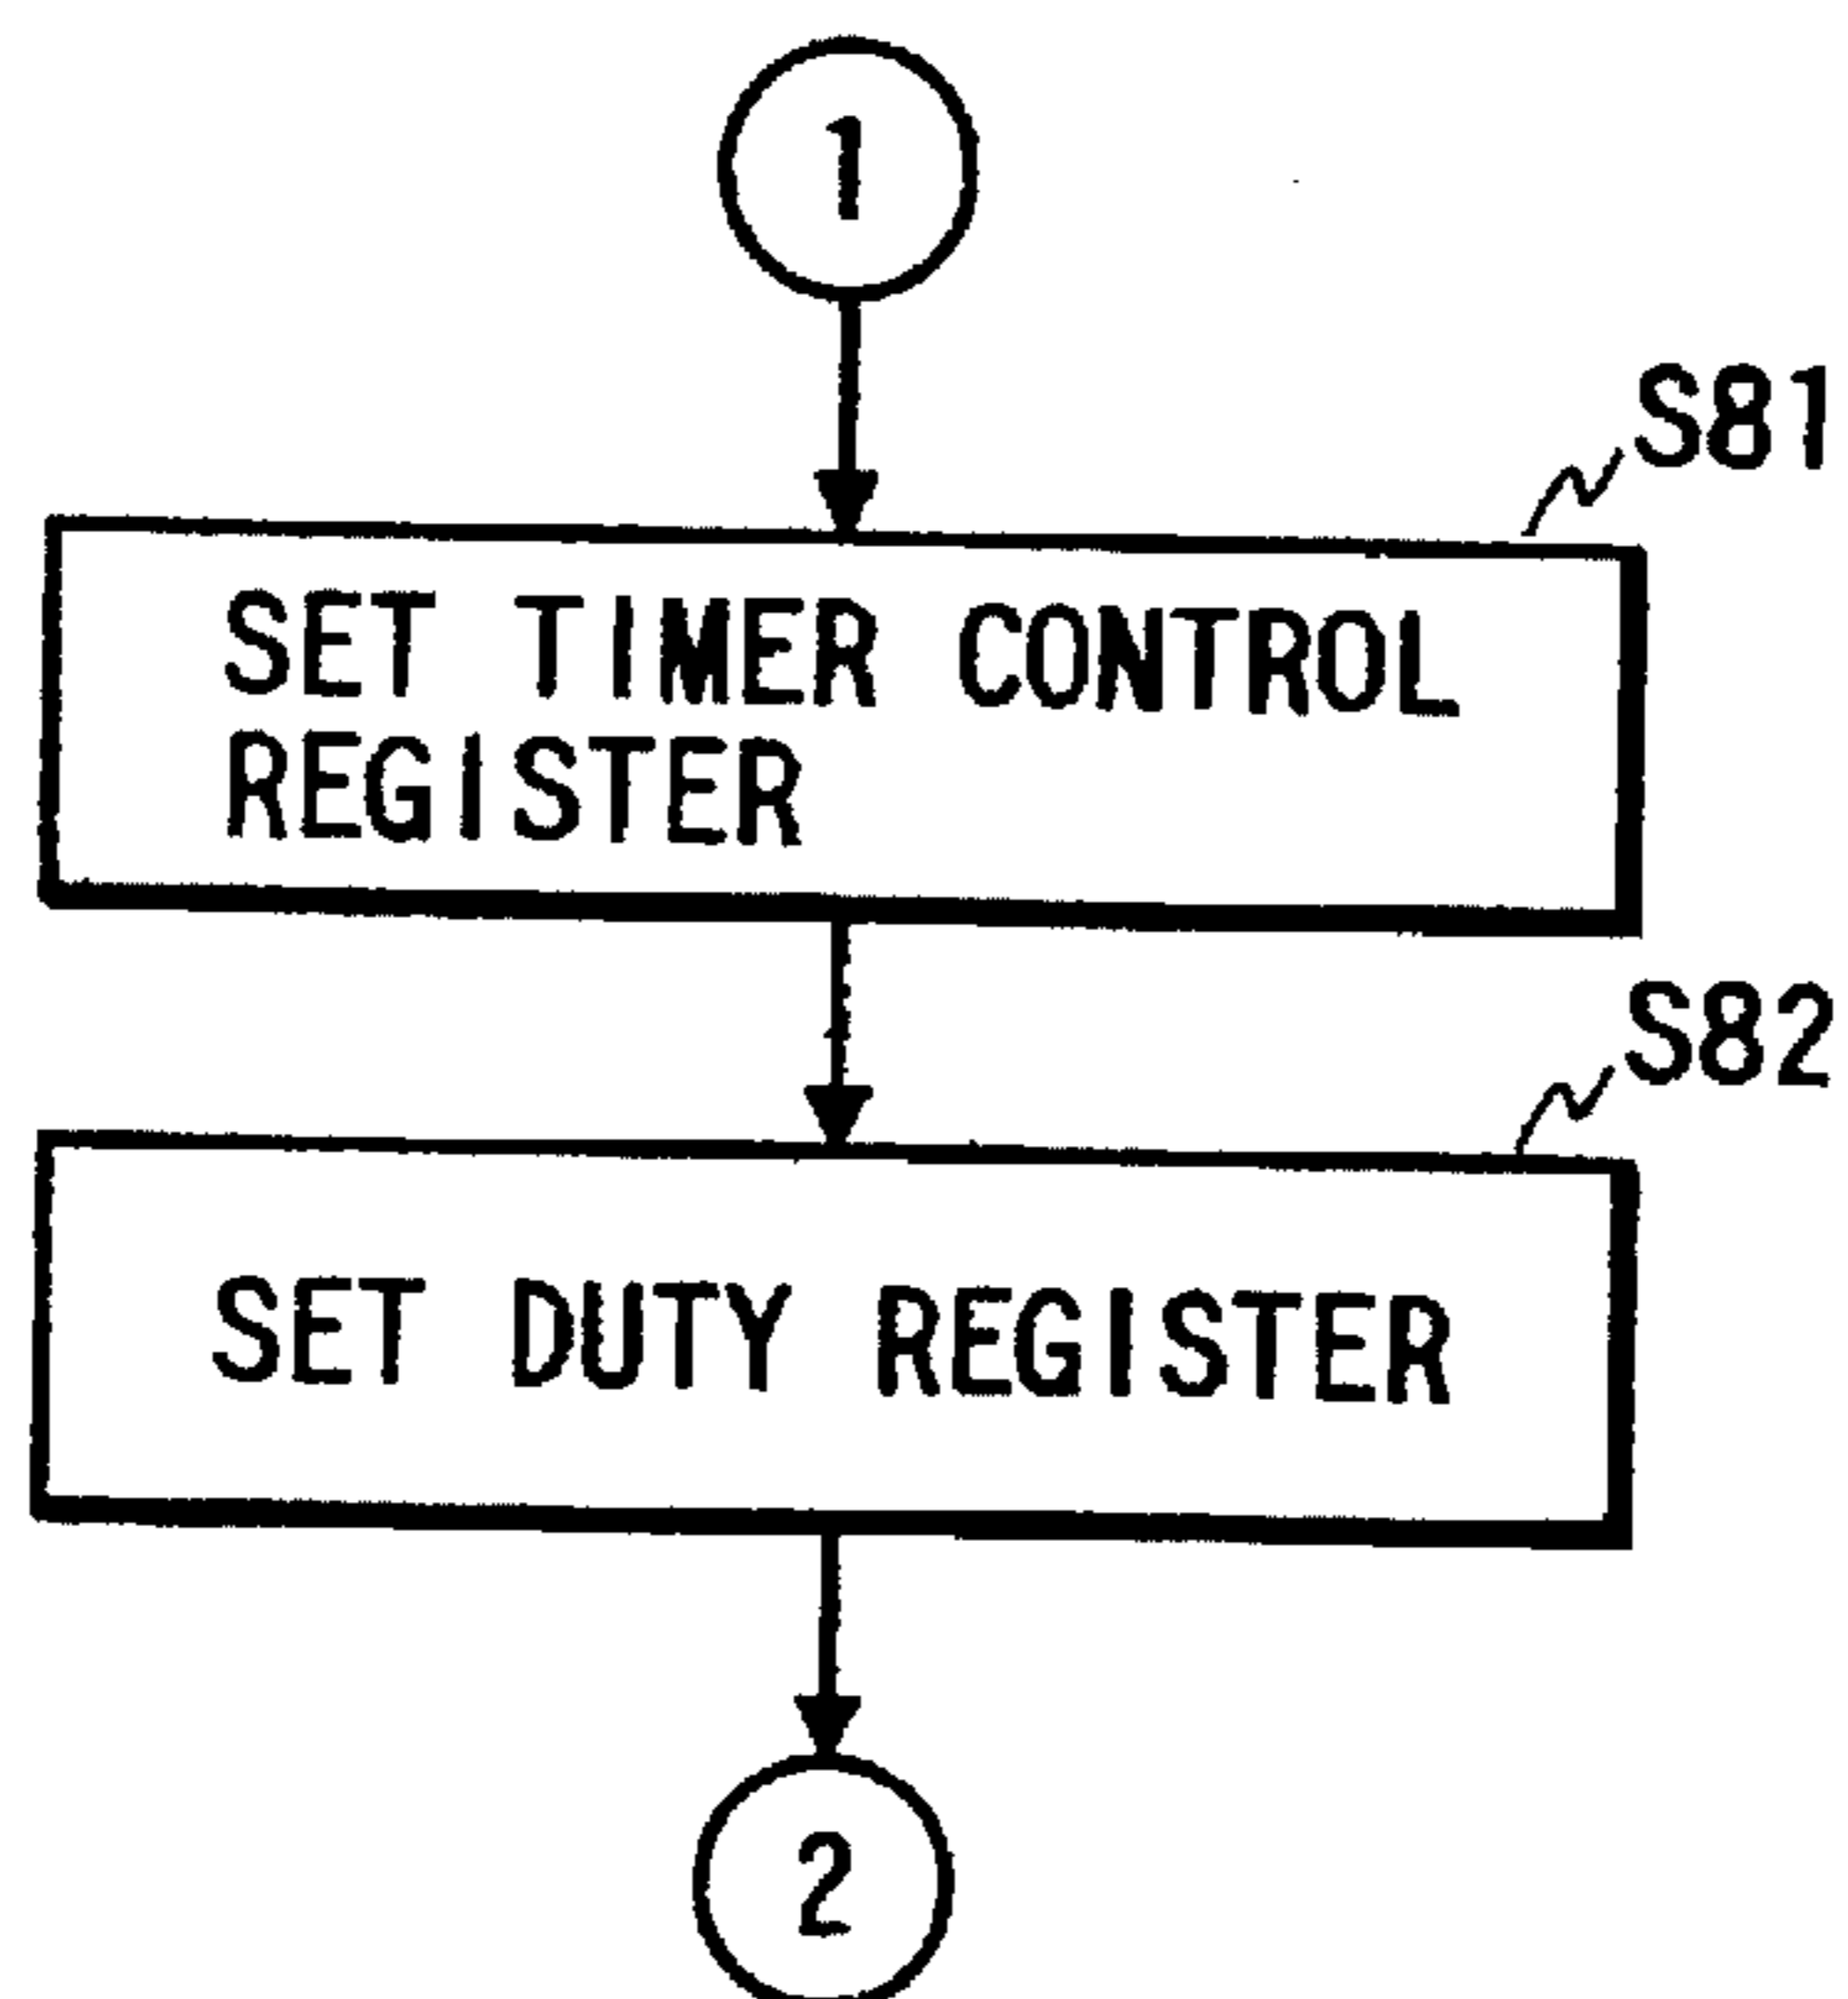 1
S81
SET TIMER CONTROL
REGISTER
S82
SET DUTY REGISTER
2